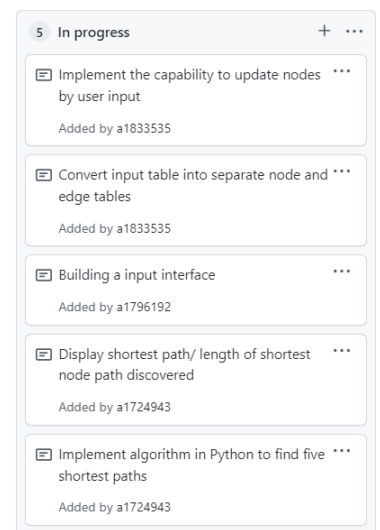 5 In progress
Implement the capability to update nodes
by user input
Added by a1833535
Convert input table into separate node and
edge tables
Added by a1833535
Building a input interface
Added by a1796192
Display shortest path/ length of shortest
node path discovered
Added by a1724943
Implement algorithm in Python to find five
shortest paths
Added by a1724943